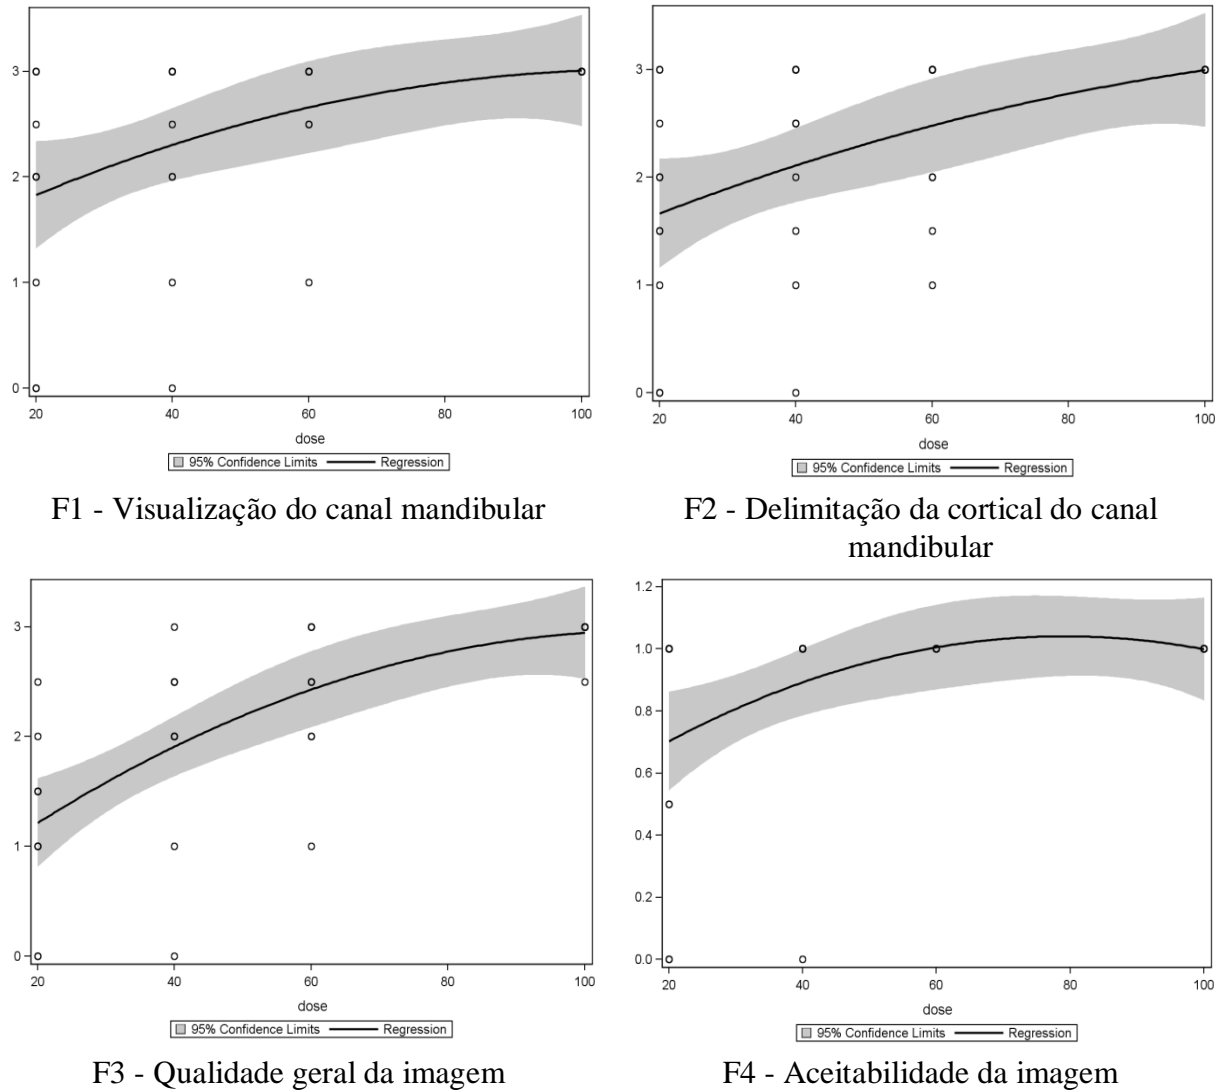 3
2
1
0
20 40 60 80 100
dose
95% Confidence Limits Regression
F1 - Visualização do canal mandibular
3
2
1
0
20 40 60 80 100
dose
95% Confidence Limits Regression
F2 - Delimitação da cortical do canal
mandibular
3
2
1
0
20 40 60 80 100
dose
95% Confidence Limits Regression
F3 - Qualidade geral da imagem
1.2
1.0
0.8
0.6
0.4
0.2
0.0
20 40 60 80 100
dose
95% Confidence Limits Regression
F4 - Aceitabilidade da imagem